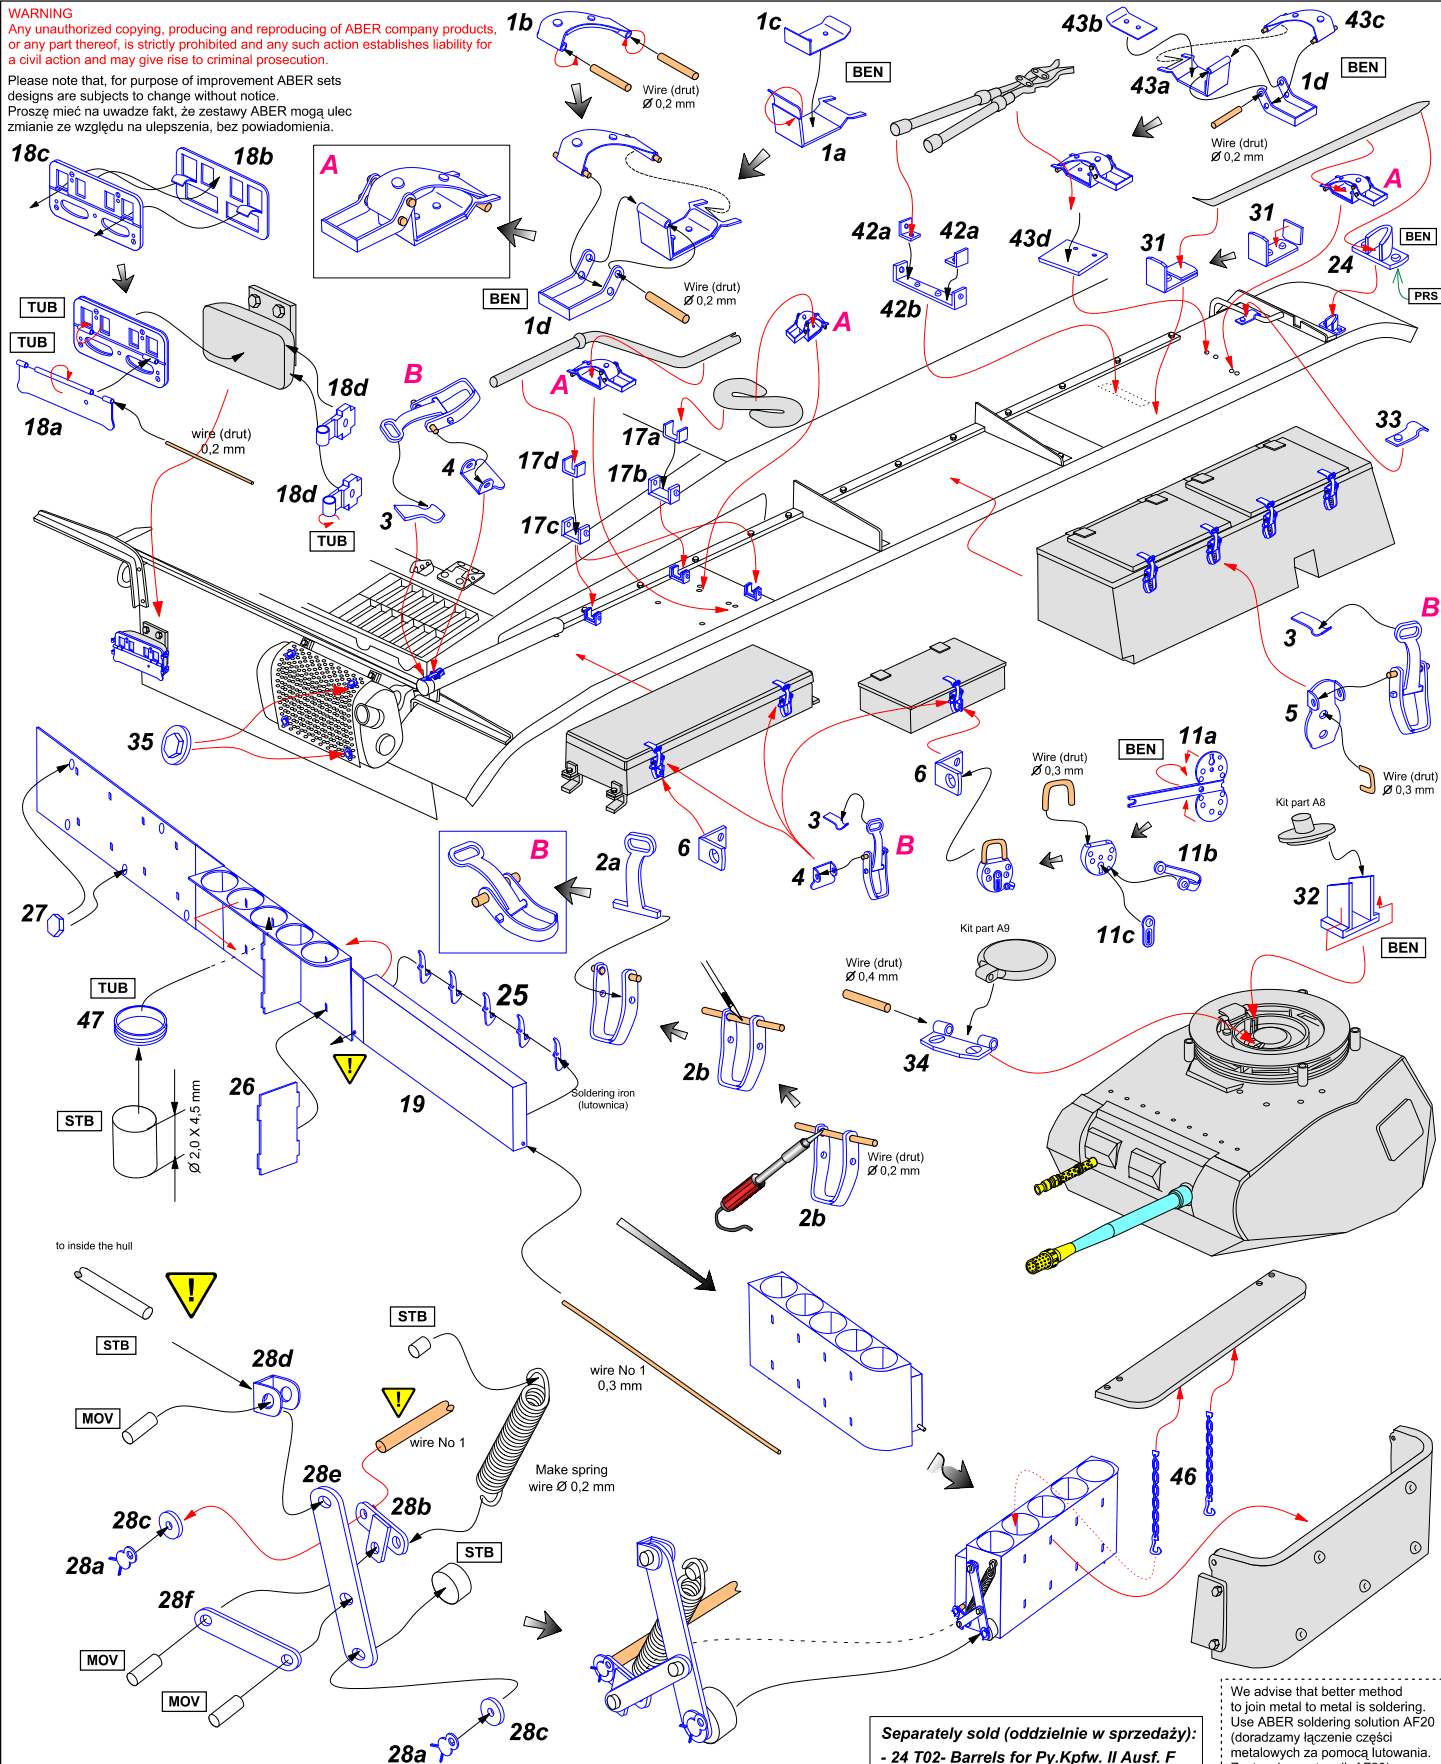 WARNING
Any unauthorized copying, producing and reproducing of ABER company products,
or any part thereof, is strictly prohibited and any such action establishes liability for
a civil action and may give rise to criminal prosecution.
Please note that, for purpose of improvement ABER sets
designs are subjects to change without notice.
Proszę mieć na uwadze fakt, że zestawy ABER mogą ulec
zmianie ze względu na ulepszenia, bez powiadomienia.
1b
Wire (drut)
Ø 0,2 mm
1c
BEN
1a
43b
43c
43a
1d
BEN
Wire (drut)
Ø 0,2 mm
18c
18b
A
A
42a
42a
43d
31
31
BEN
24
PRS
42b
BEN
1d
Wire (drut)
Ø 0,2 mm
TUB
TUB
18a
wire (drut)
0,2 mm
18d
18d
TUB
B
4
3
A
A
17a
17d
17b
17c
33
3
B
5
Wire (drut)
Ø 0,3 mm
35
6
Wire (drut)
Ø 0,3 mm
BEN
11a
11b
11c
Kit part A8
32
BEN
27
B
2a
6
3
4
B
Kit part A9
Wire (drut)
Ø 0,4 mm
34
TUB
47
25
2b
26
19
Soldering iron
(lutownica)
STB
Ø 2,0 X 4,5 mm
Wire (drut)
Ø 0,2 mm
2b
to inside the hull
!
!
STB
28d
MOV
STB
!
wire No 1
wire No 1
0,3 mm
Make spring
wire Ø 0,2 mm
28e
28b
28c
28a
STB
28f
MOV
MOV
28c
28a
46
Separately sold (oddzielnie w sprzedaży):
- 24 T02- Barrels for Py.Kpfw. II Ausf. F
We advise that better method
to join metal to metal is soldering.
Use ABER soldering solution AF20
(doradzamy łączenie części
metalowych za pomocą lutowania.